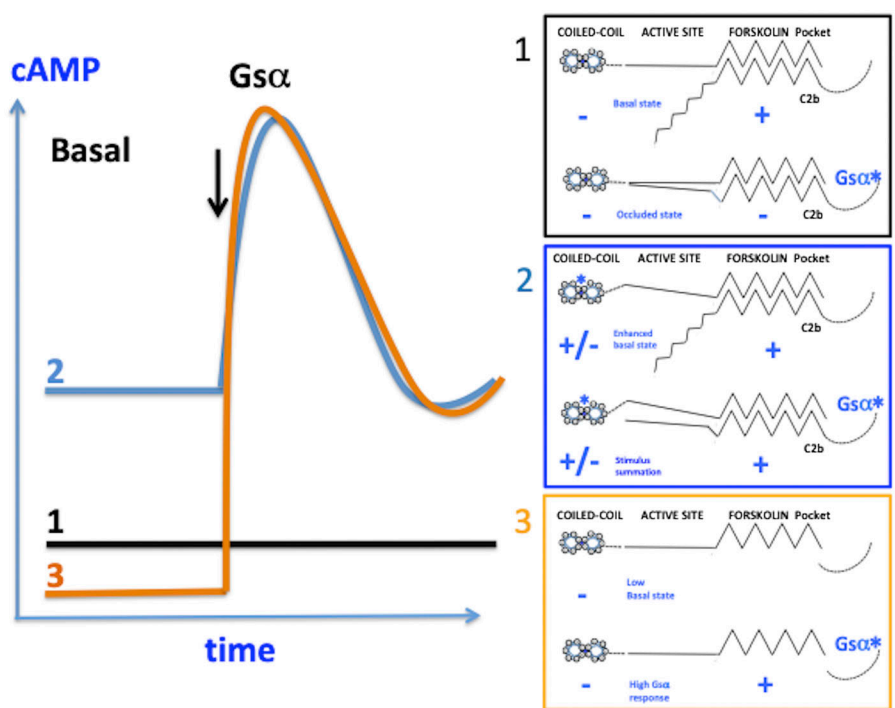 cAMP
Gsα
Basal
2
1
3
time
1
COILED-COIL ACTIVE SITE FORSKOLIN Pocket
C2b
- Basal state +
Gsα*
- Occluded state - C2b
2
COILED-COIL ACTIVE SITE FORSKOLIN Pocket
*
C2b
+/- Enhanced
basal state +
* Gsα*
C2b
+/- Stimulus
summation +
3
COILED-COIL ACTIVE SITE FORSKOLIN Pocket
- Low
Basal state
Gsα*
- High Gsα
response +